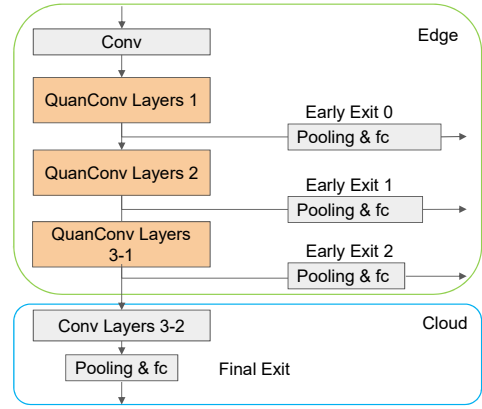 Edge
Conv
QuanConv Layers 1
Early Exit 0
Pooling & fc
QuanConv Layers 2
Early Exit 1
Pooling & fc
QuanConv Layers
3-1
Early Exit 2
Pooling & fc
Cloud
Conv Layers 3-2
Pooling & fc
Final Exit